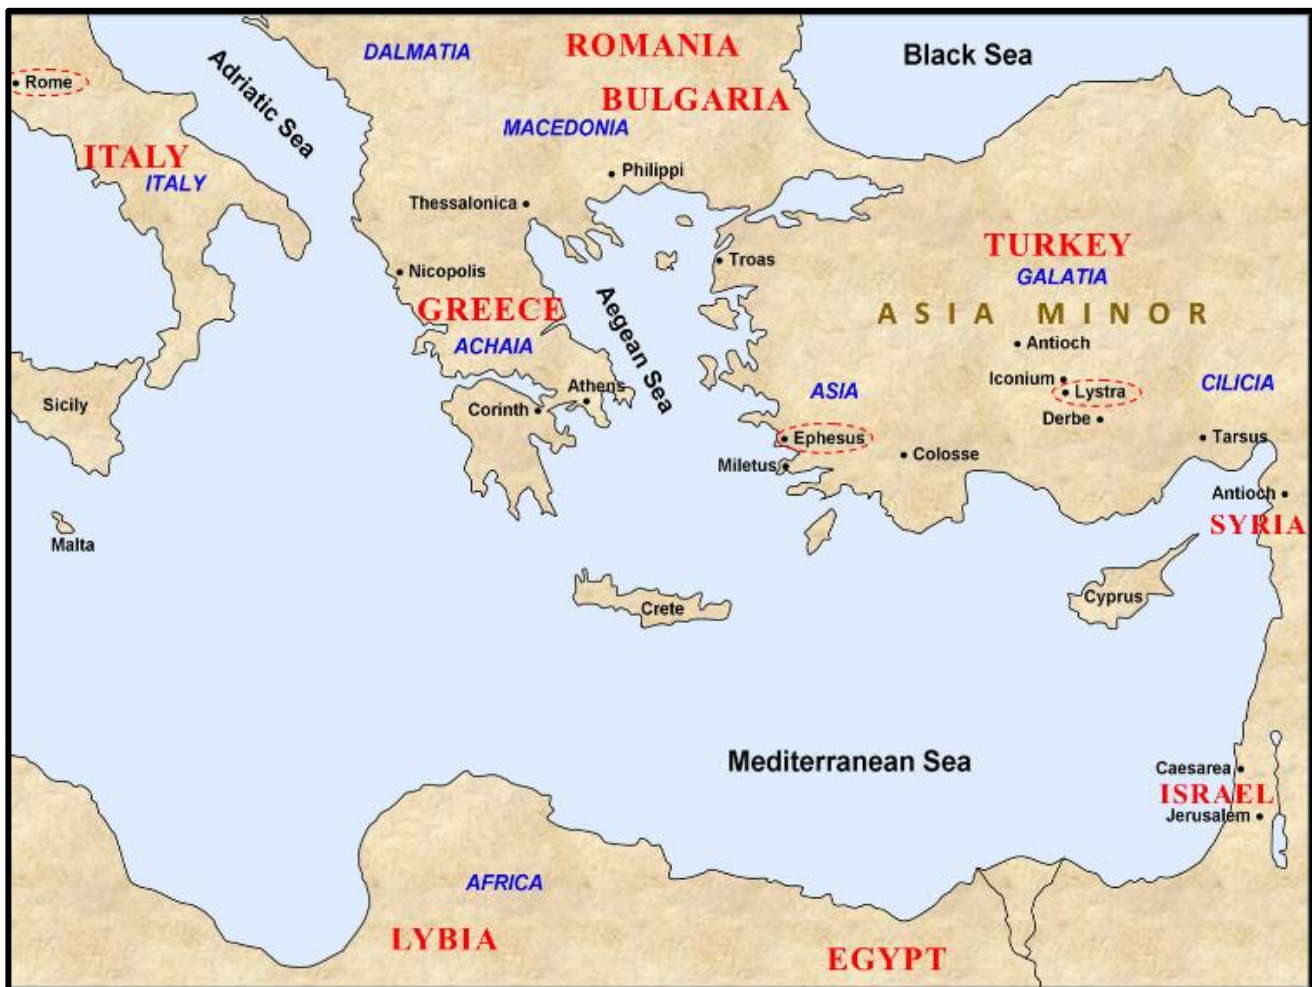 DALMATIA
ROMANIA
Black Sea
Rome
Adriatic Sea
BULGARIA
MACEDONIA
ITALY
ITALY
Philippi
Thessalonica
TURKEY
Troas
Nicopolis
GALATIA
GREECE
Aegean Sea
ASIA MINOR
ACHAIA
Antioch
Iconium
Athens
ASIA
CILICIA
Lystra
Sicily
Corinth
Derbe
Ephesus
Tarsus
Miletus
Colosse
Antioch
SYRIA
Malta
Crete
Cyprus
Mediterranean Sea
Caesarea
ISRAEL
Jerusalem
AFRICA
LYBIA
EGYPT